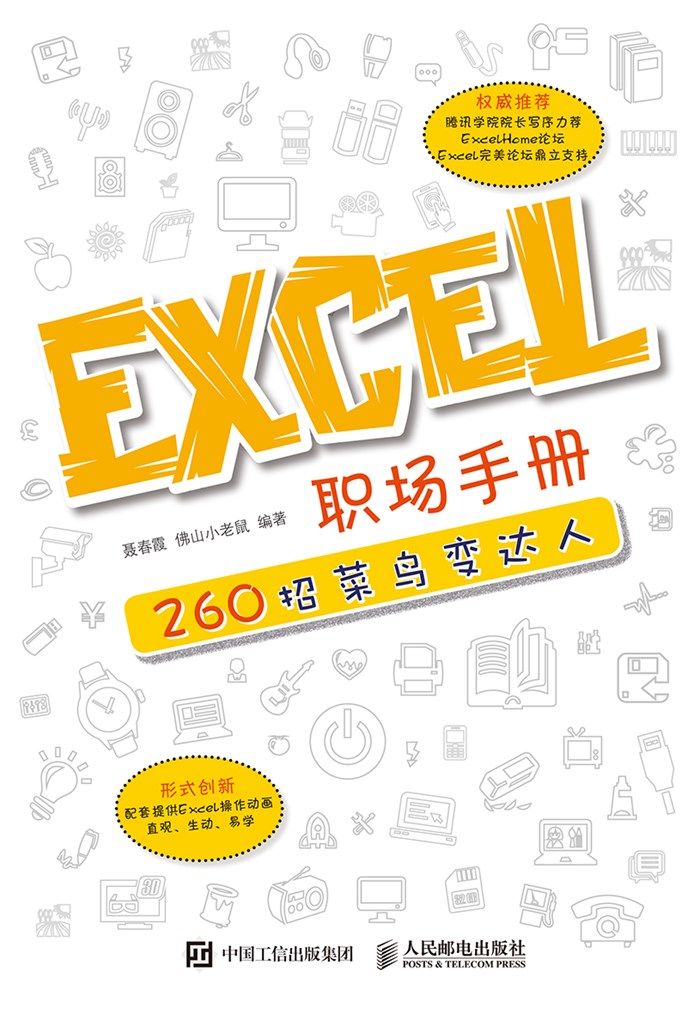 权威推荐
腾讯学院院长写序力荐
ExcelHome论坛
Excel完美论坛鼎立支持
EXCEL
职场手册
聂春霞 佛山小老鼠 编著
260招菜鸟变达人
形式创新
配套提供Excel操作动画
直观、生动、易学
3D
中国工信出版集团
人民邮电出版社
POSTS & TELECOM PRESS